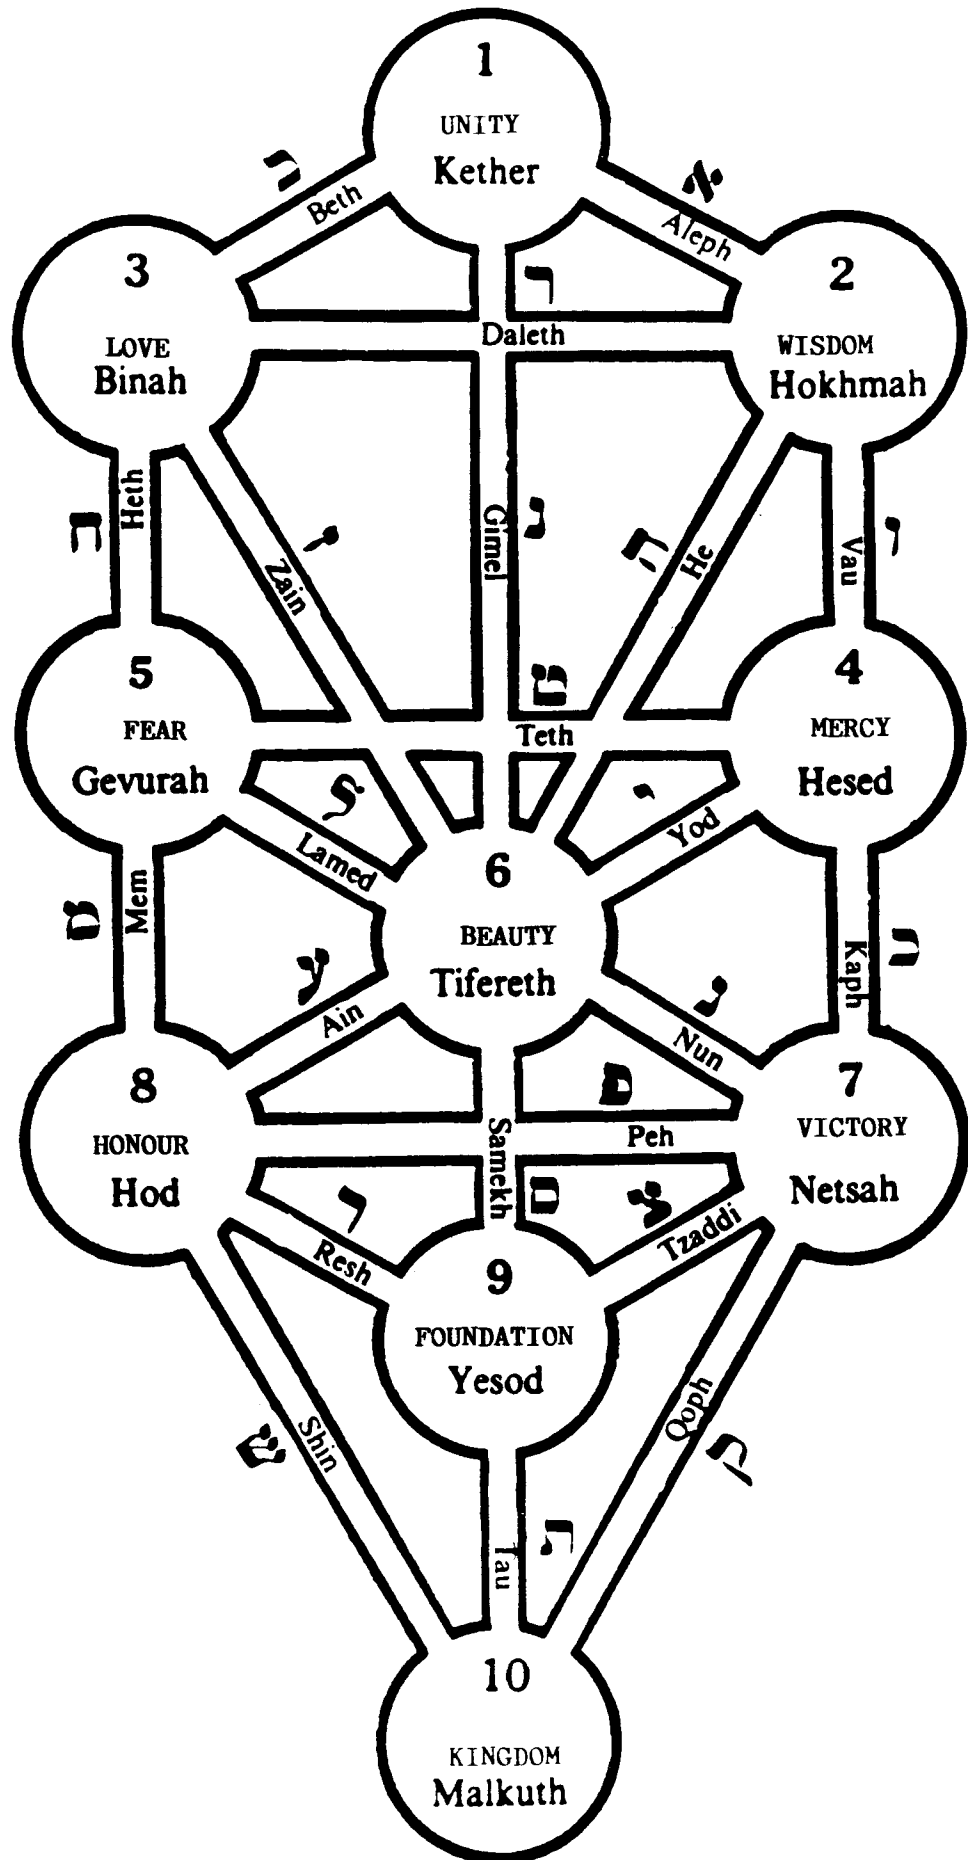 1
UNITY
Kether
Beth
א
Aleph
ד
Daleth
3
LOVE
Binah
2
WISDOM
Hokhmah
ח
Heth
Zain
Gimel
ה
He
ו
Vau
5
FEAR
Gevurah
ט
Teth
4
MERCY
Hesed
ל
Lamed
י
Yod
6
BEAUTY
Tifereth
מ
Mem
ע
Ain
נ
Nun
Kaph
8
HONOUR
Hod
Samekh
Peh
7
VICTORY
Netsah
ר
Resh
צ
Tzaddi
9
FOUNDATION
Yesod
ש
Shin
ק
Qoph
ת
Tau
10
KINGDOM
Malkuth